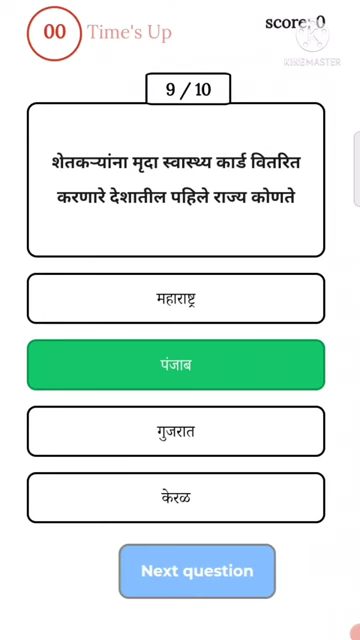 00 Time's Up
score: 0
KINEMASTER
9 / 10
शेतकऱ्यांना मृदा स्वास्थ्य कार्ड वितरित
करणारे देशातील पहिले राज्य कोणते
महाराष्ट्र
पंजाब
गुजरात
केरळ
Next question